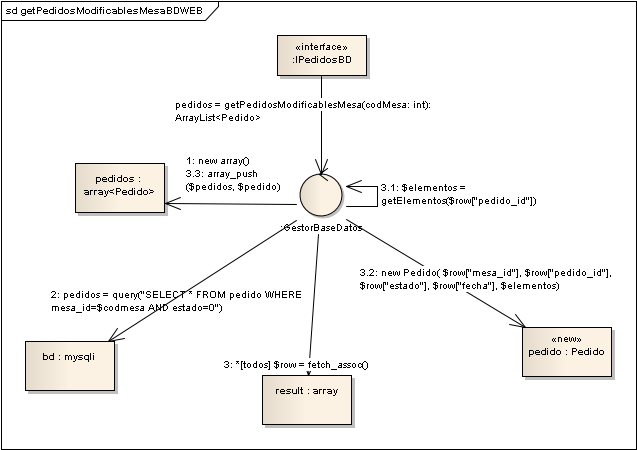 sd getPedidosModificablesMesaBDWEB
«interface»
:IPedidosBD
pedidos = getPedidosModificablesMesa(codMesa: int):
ArrayList<Pedido>
1: new array()
3.3: array_push
($pedidos, $pedido)
pedidos :
array<Pedido>
3.1: $elementos =
getElementos($row["pedido_id"])
:GestorBaseDatos
3.2: new Pedido( $row["mesa_id"], $row["pedido_id"],
$row["estado"], $row["fecha"], $elementos)
2: pedidos = query("SELECT * FROM pedido WHERE
mesa_id=$codmesa AND estado=0")
«new»
pedido : Pedido
bd : mysqli
3: *[todos] $row = fetch_assoc()
result : array